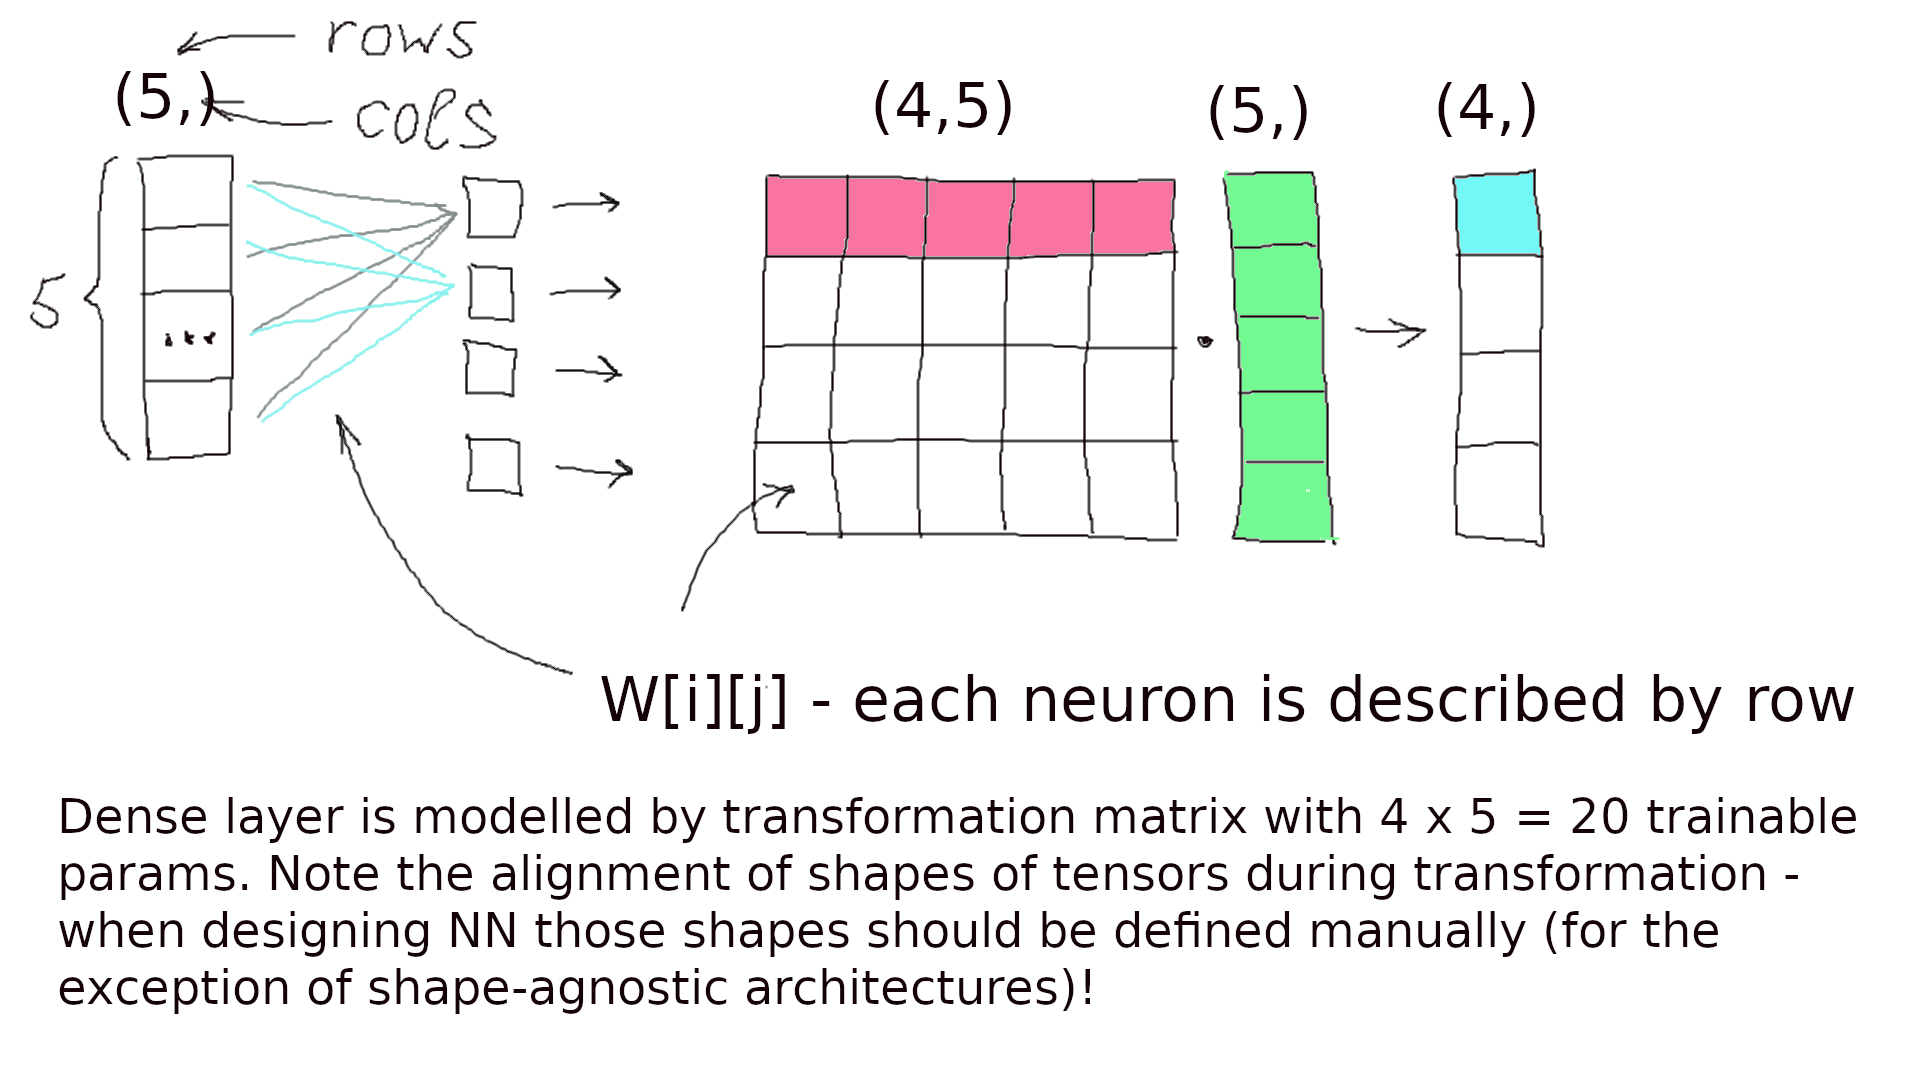 rows
(5,)
cols
(4,5)
(5,)
(4,)
5
...
W[i][j] - each neuron is described by row
Dense layer is modelled by transformation matrix with 4 x 5 = 20 trainable
params. Note the alignment of shapes of tensors during transformation -
when designing NN those shapes should be defined manually (for the
exception of shape-agnostic architectures)!